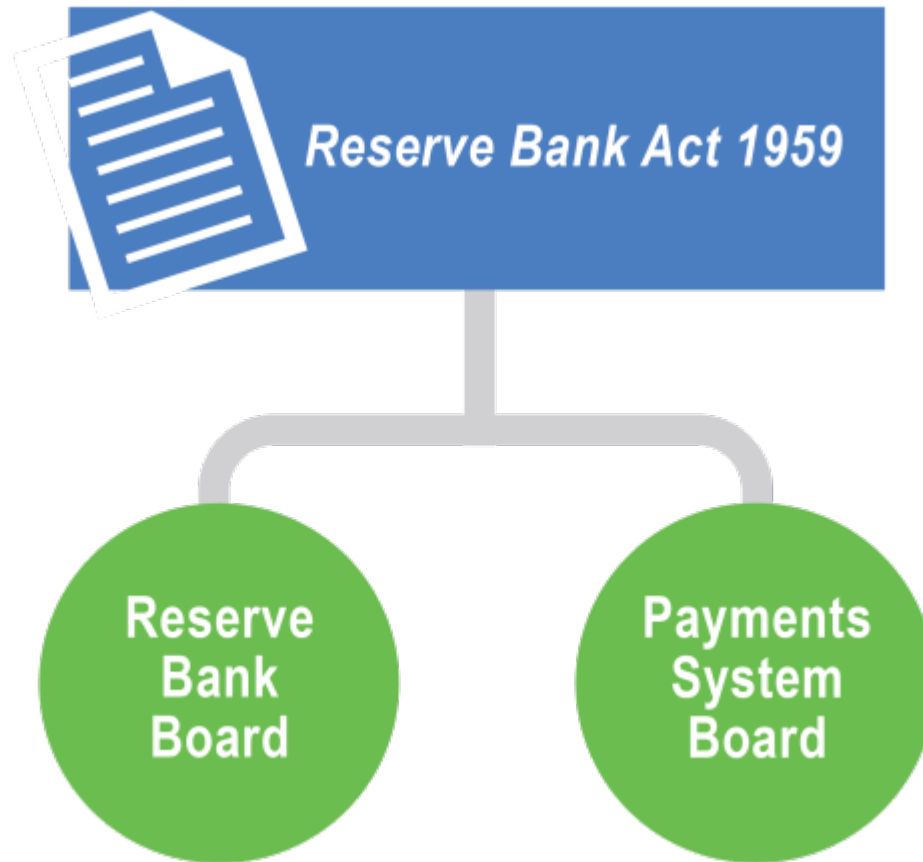 Reserve Bank Act 1959
Reserve
Bank
Board
Payments
System
Board